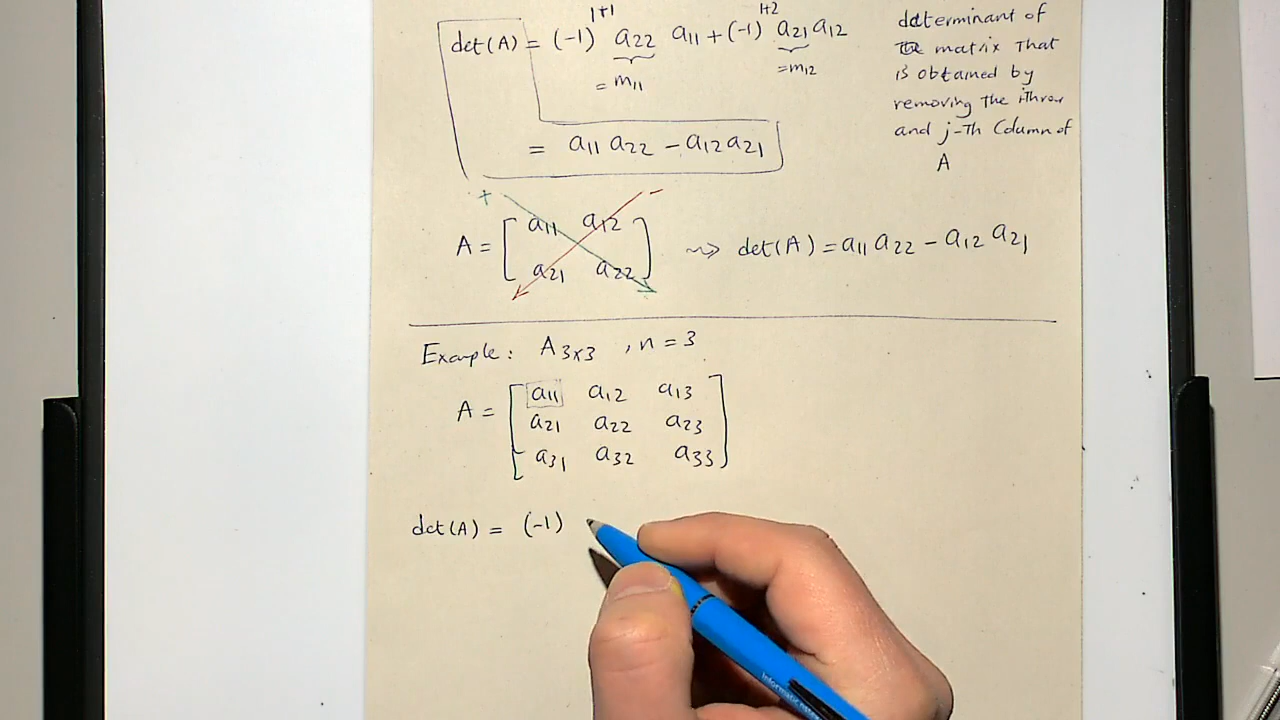 1+1 1+2
det(A) = (-1) a22 a11 + (-1) a21 a12
= m11 = m12
= a11 a22 - a12 a21
determinant of
the matrix that
is obtained by
removing the i-th row
and j-Th Column of
A
+ -
A = [ a11 a12
a21 a22 ] ~> det(A) = a11 a22 - a12 a21
Example: A3x3 , n = 3
A = [ a11 a12 a13
a21 a22 a23
a31 a32 a33 ]
det(A) = (-1)